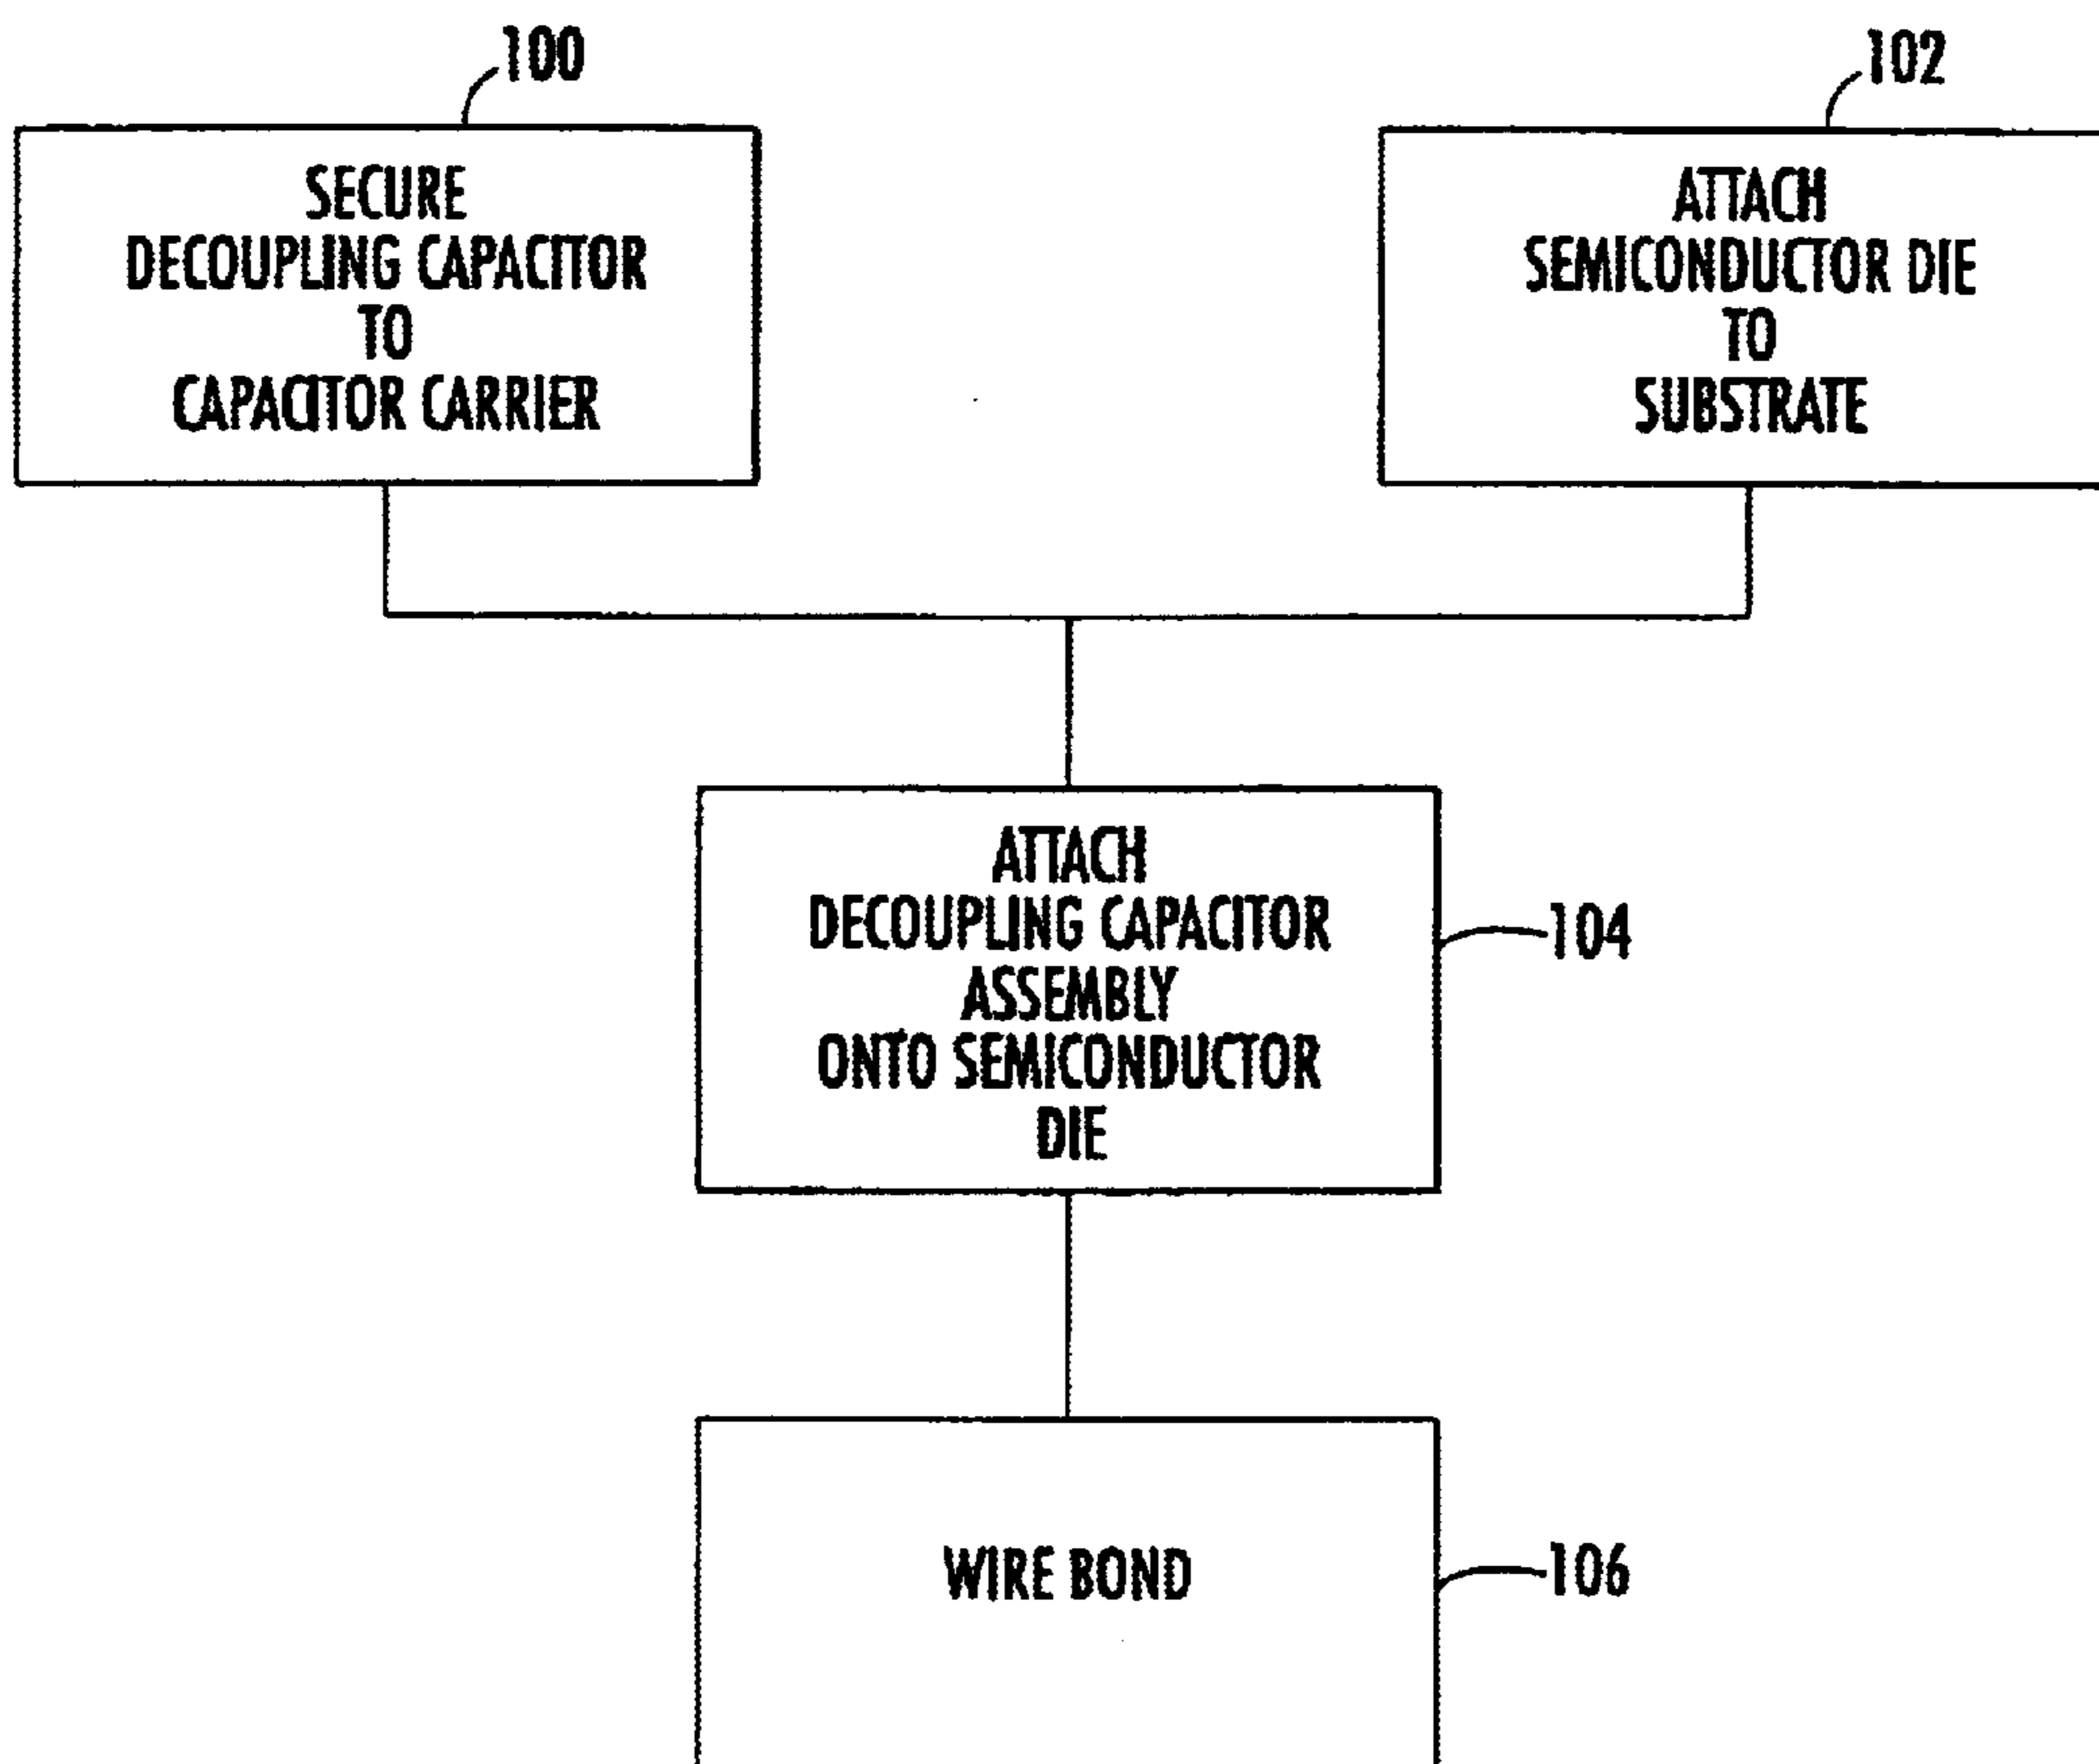 100
SECURE
DECOUPLING CAPACITOR
TO
CAPACITOR CARRIER
102
ATTACH
SEMICONDUCTOR DIE
TO
SUBSTRATE
ATTACH
DECOUPLING CAPACITOR
ASSEMBLY
ONTO SEMICONDUCTOR
DIE
104
WIRE BOND
106